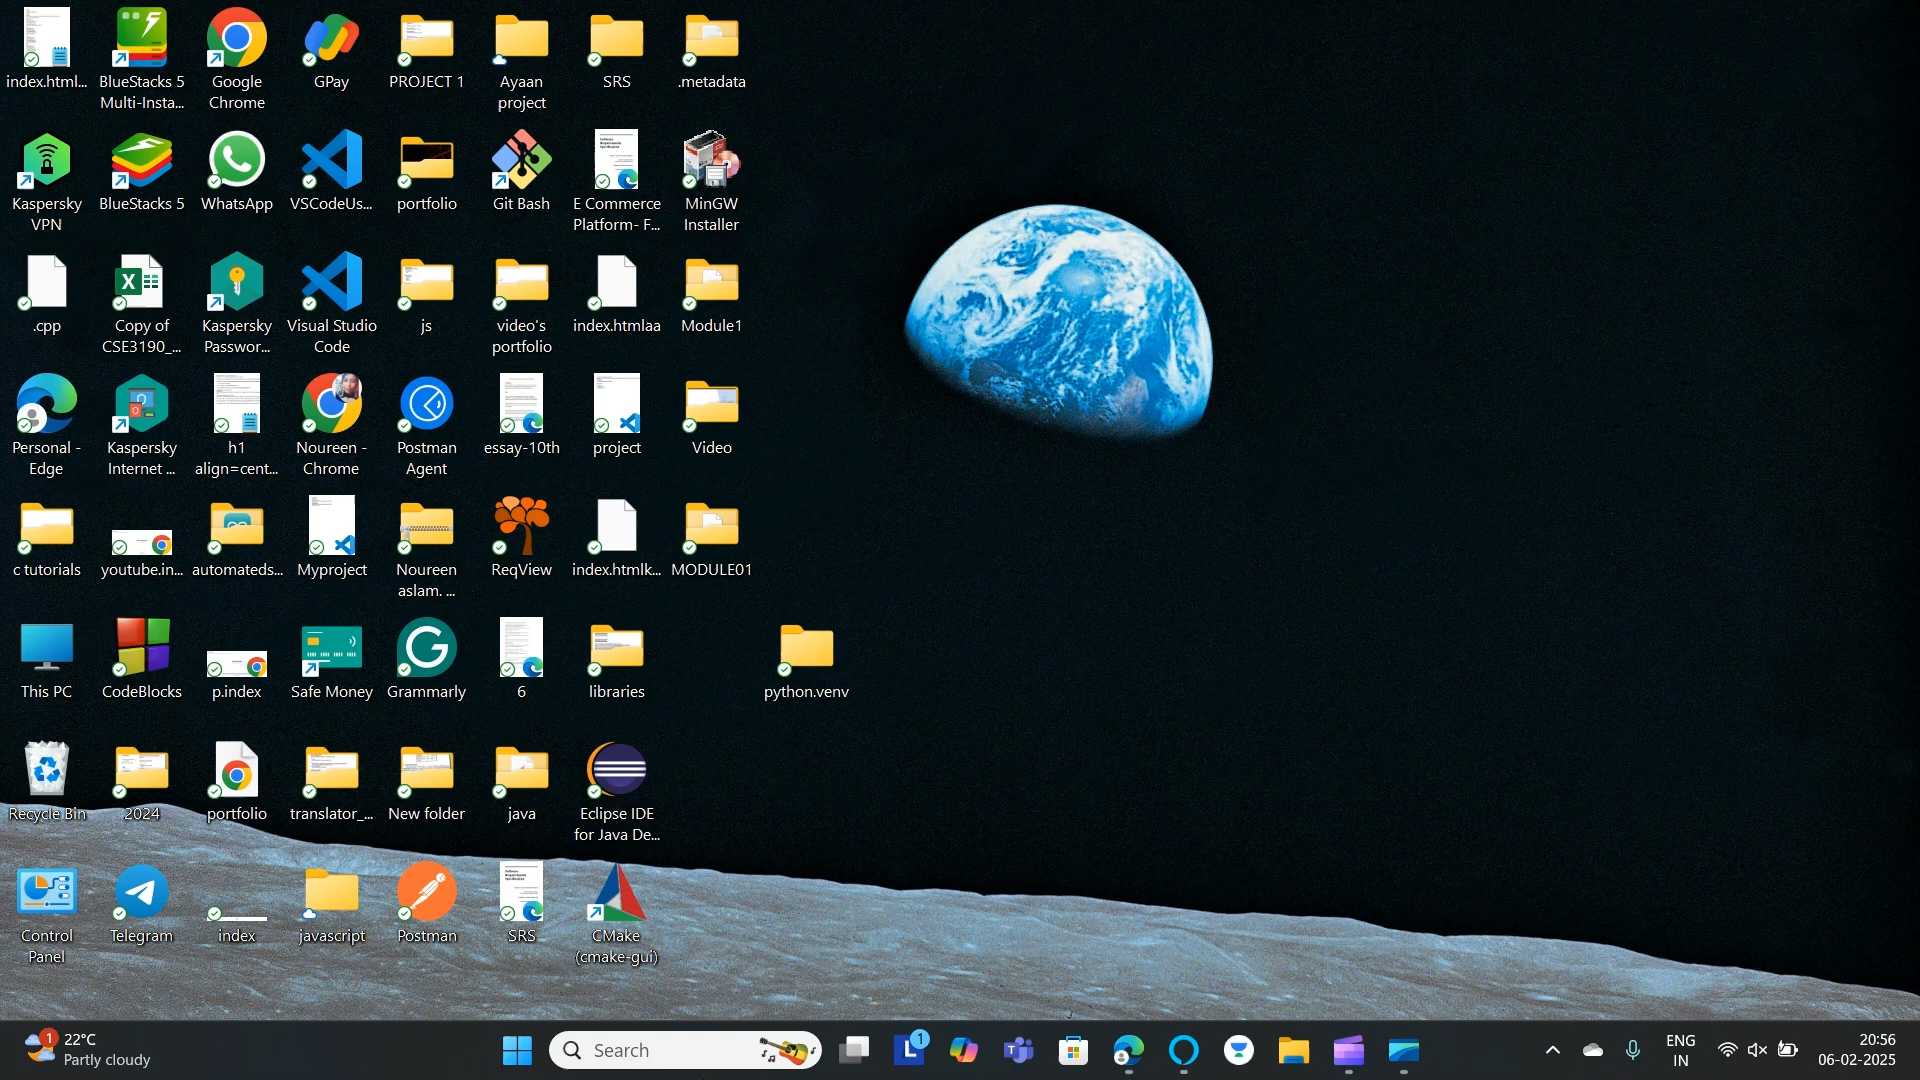 index.html...
BlueStacks 5
Multi-Insta...
Google
Chrome
GPay
PROJECT 1
Ayaan
project
SRS
.metadata
Kaspersky
VPN
BlueStacks 5
WhatsApp
VSCodeUs...
portfolio
Git Bash
E Commerce
Platform- F...
MinGW
Installer
.cpp
Copy of
CSE3190_...
Kaspersky
Passwor...
Visual Studio
Code
js
video's
portfolio
index.htmlaa
Module1
Personal -
Edge
Kaspersky
Internet ...
h1
align=cent...
Noureen -
Chrome
Postman
Agent
essay-10th
project
Video
c tutorials
youtube.in...
automateds...
Myproject
Noureen
aslam. ...
ReqView
index.htmlk...
MODULE01
This PC
CodeBlocks
p.index
Safe Money
Grammarly
6
libraries
python.venv
Recycle Bin
2024
portfolio
translator_...
New folder
java
Eclipse IDE
for Java De...
Control
Panel
Telegram
index
javascript
Postman
SRS
CMake
(cmake-gui)
1
22°C
Partly cloudy
Search
L
1
ENG
IN
20:56
06-02-2025